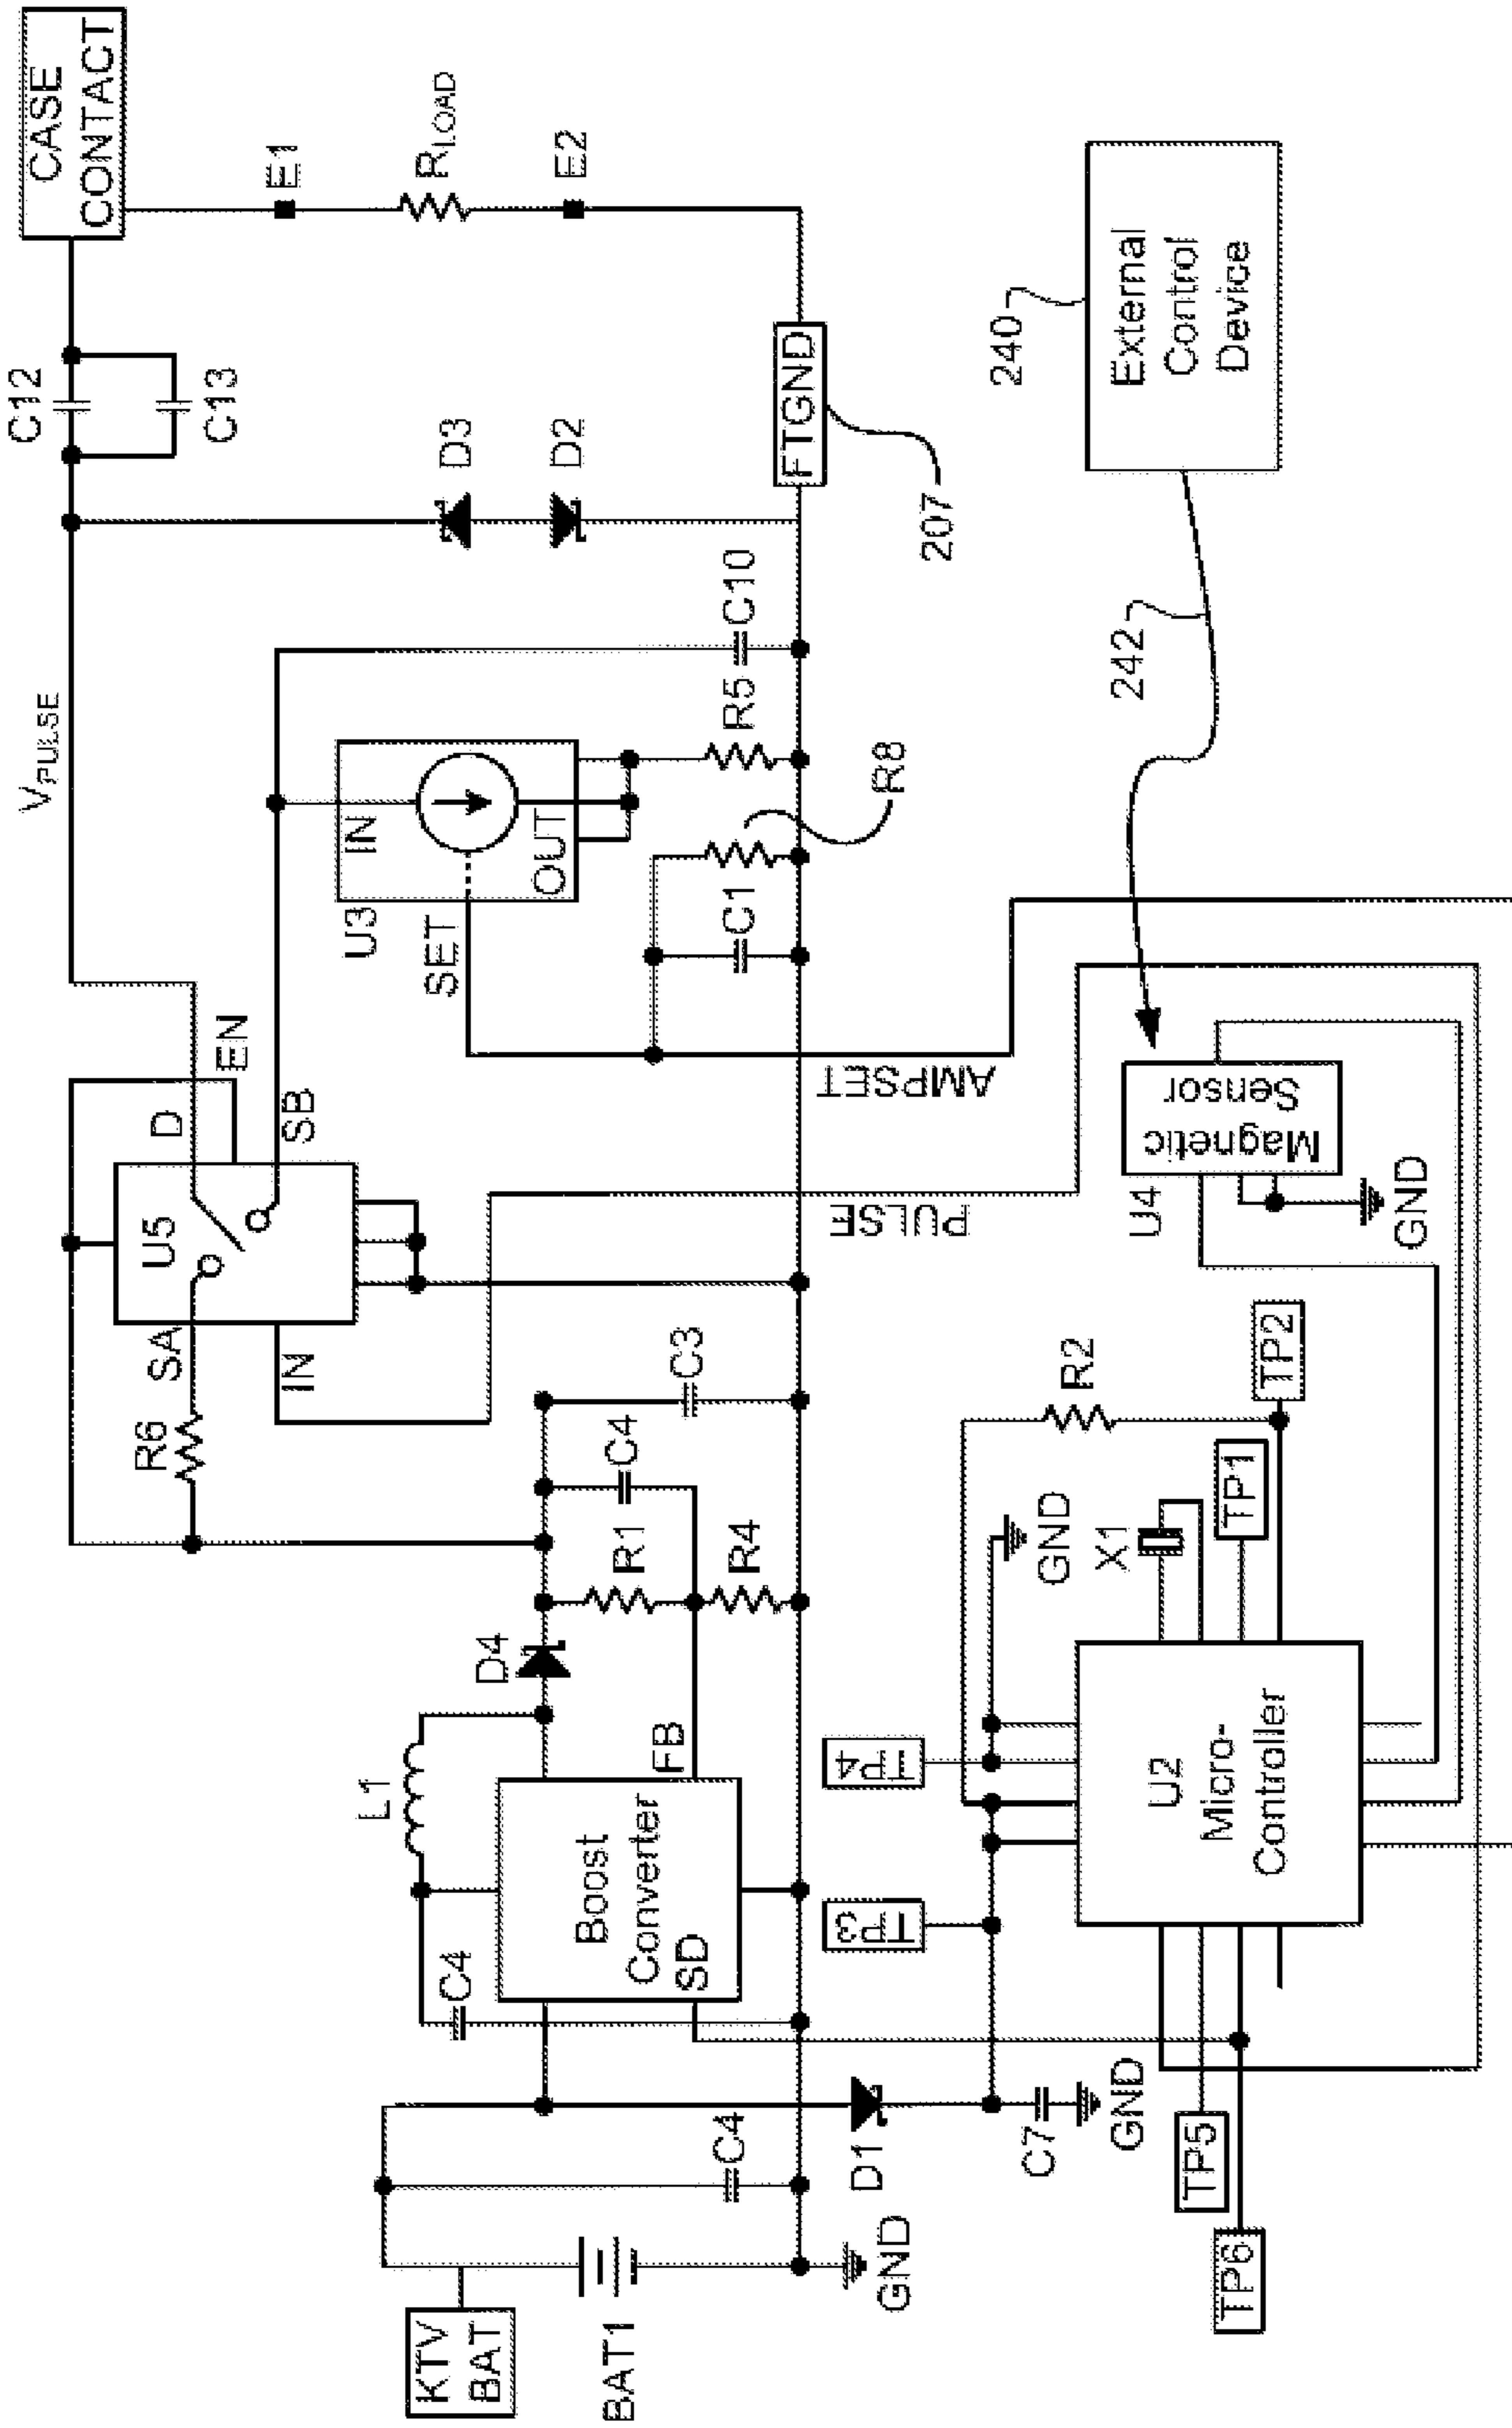 CASE
CONTACT
C12
C13
V_PULSE
E1
R_LOAD
E2
D3
D2
FTGND
207
EN
D
U5
SB
SA
IN
R6
U3
IN
SET
OUT
C10
R5
R8
C1
AMPSET
PULSE
C3
C4
R1
R4
D4
FB
L1
Boost
Converter
SD
C4
C4
KTV
BAT
BAT1
GND
D1
C7
GND
TP3
TP4
GND
R2
X1
TP1
TP2
U2
Micro-
Controller
TP5
TP6
U4
Magnetic
Sensor
GND
242
240
External
Control
Device